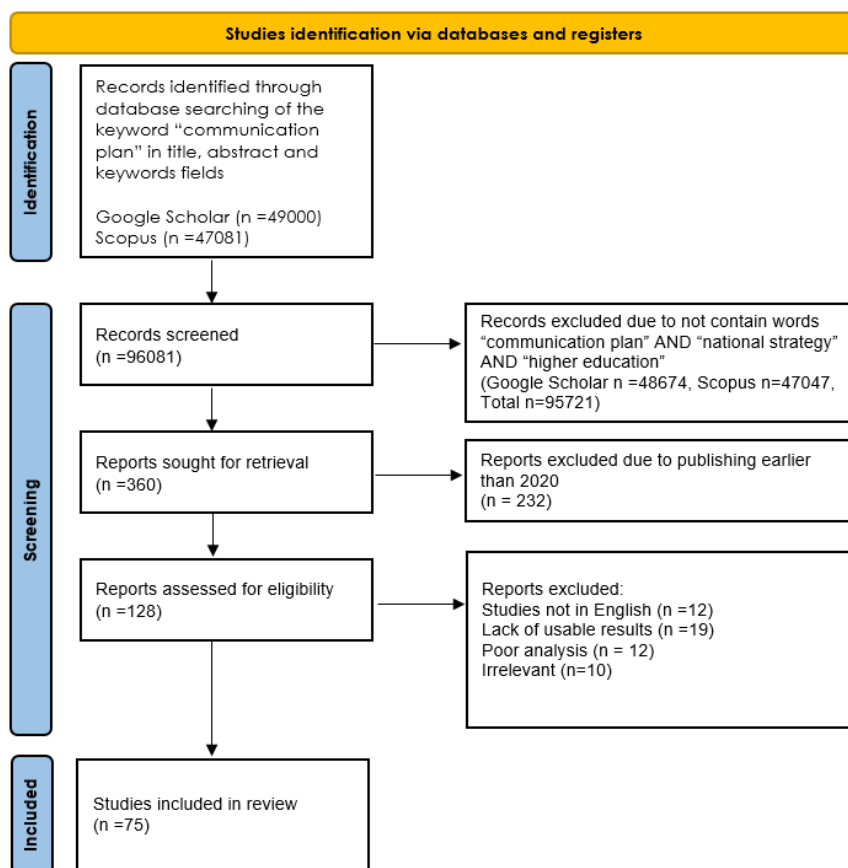 Studies identification via databases and registers
Identification
Records identified through
database searching of the
keyword “communication
plan” in title, abstract and
keywords fields
Google Scholar (n =49000)
Scopus (n =47081)
Screening
Records screened
(n =96081)
Records excluded due to not contain words
“communication plan” AND “national strategy”
AND “higher education”
(Google Scholar n =48674, Scopus n=47047,
Total n=95721)
Reports sought for retrieval
(n =360)
Reports excluded due to publishing earlier
than 2020
(n = 232)
Reports assessed for eligibility
(n =128)
Reports excluded:
Studies not in English (n =12)
Lack of usable results (n =19)
Poor analysis (n = 12)
Irrelevant (n=10)
Included
Studies included in review
(n =75)